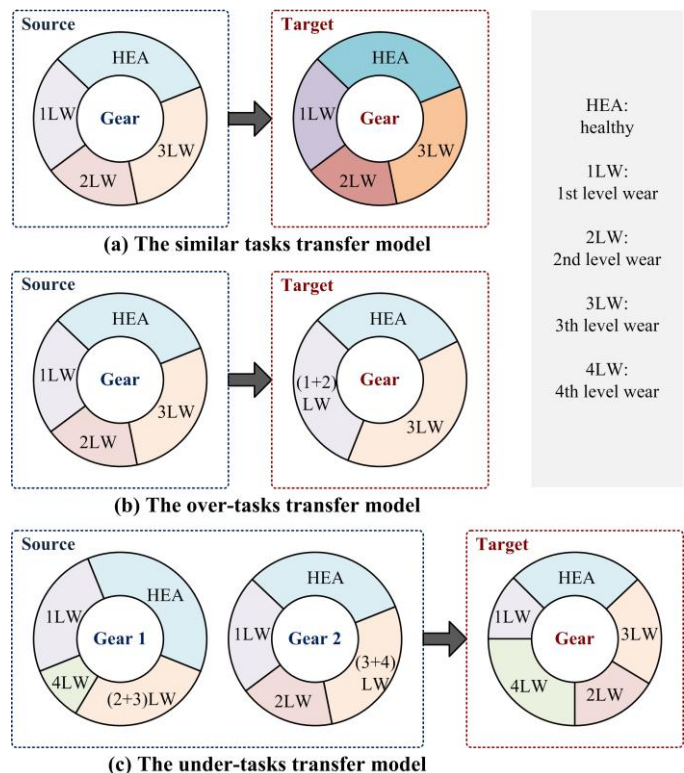 Source
Target
HEA
1LW
Gear
3LW
2LW
HEA
1LW
Gear
3LW
2LW
(a) The similar tasks transfer model
Source
Target
HEA
1LW
Gear
3LW
2LW
HEA
(1+2)
LW
Gear
3LW
(b) The over-tasks transfer model
HEA:
healthy
1LW:
1st level wear
2LW:
2nd level wear
3LW:
3th level wear
4LW:
4th level wear
Source
Target
HEA
1LW
Gear 1
4LW
(2+3)LW
HEA
1LW
Gear 2
(3+4)
LW
2LW
HEA
1LW
Gear
3LW
4LW
2LW
(c) The under-tasks transfer model